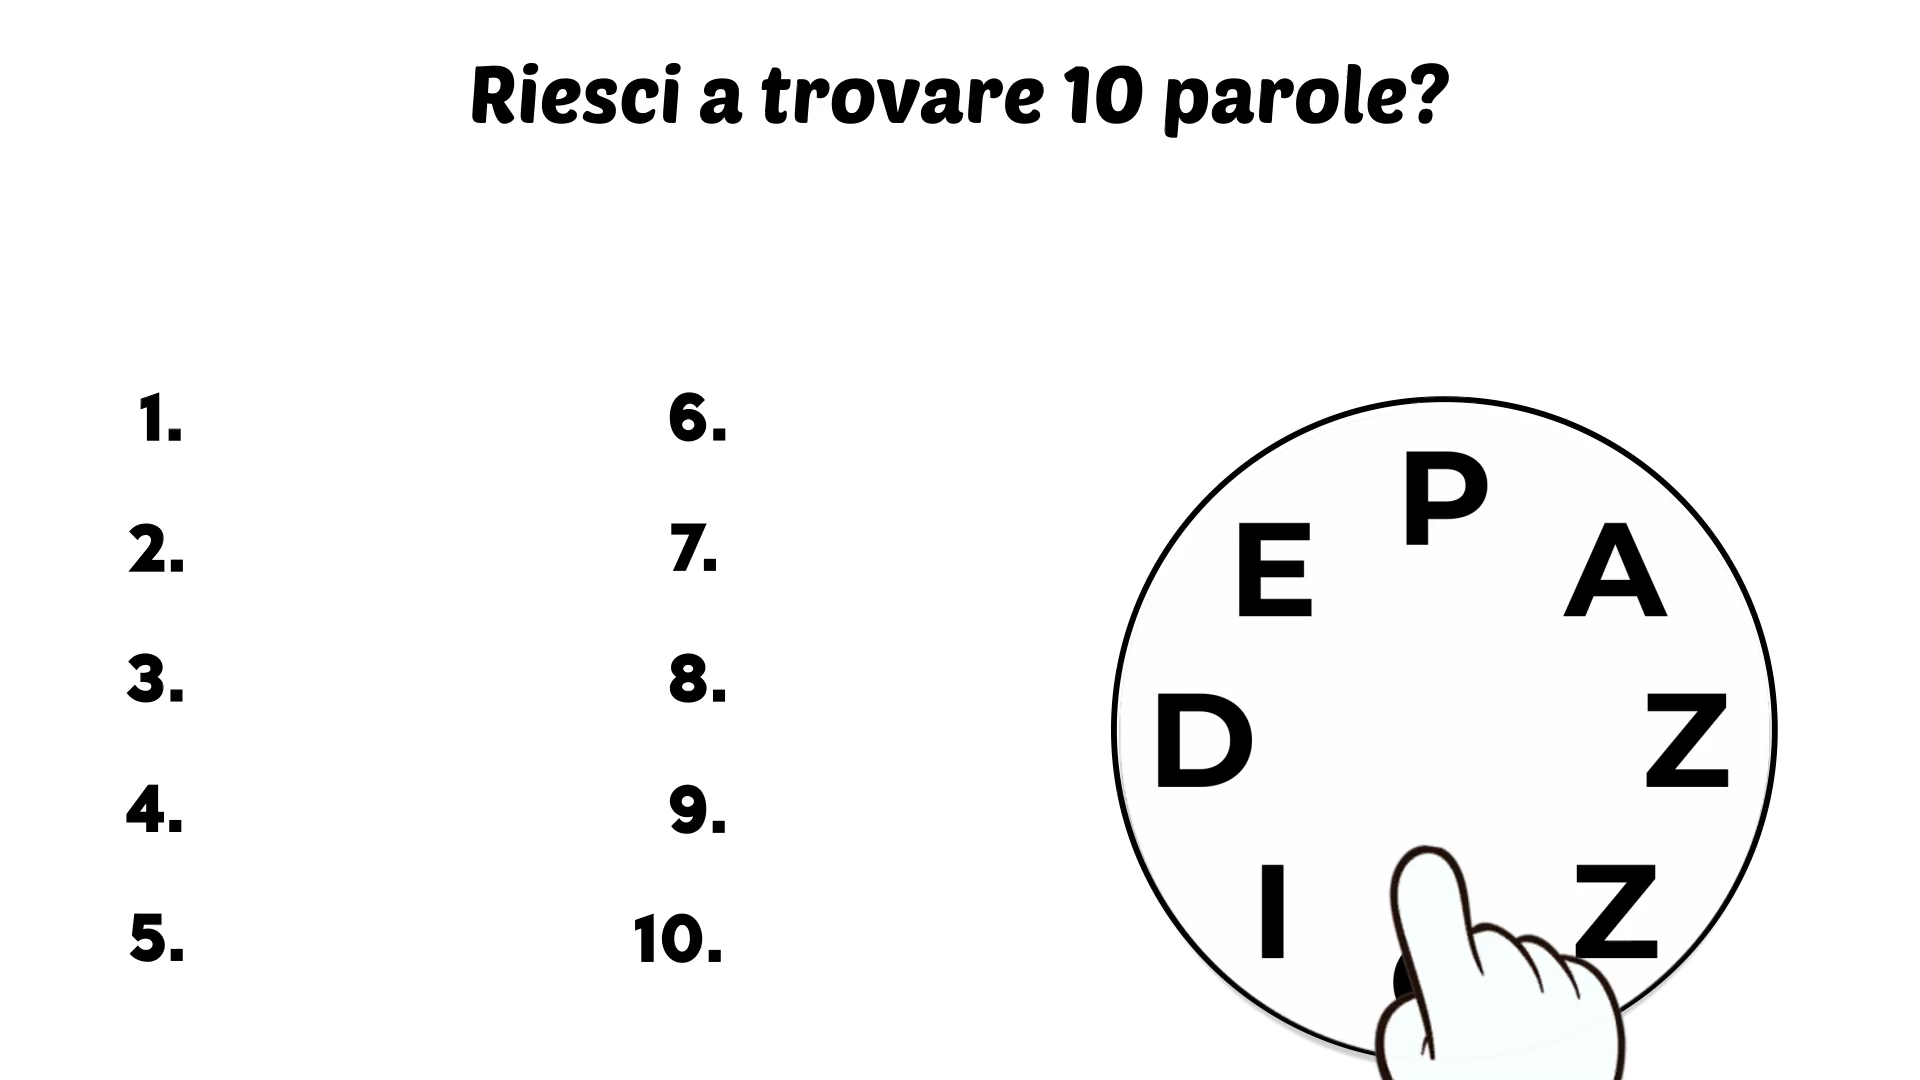 Riesci a trovare 10 parole?
1.
6.
2.
7.
3.
8.
4.
9.
5.
10.
P
E
A
D
Z
I
Z